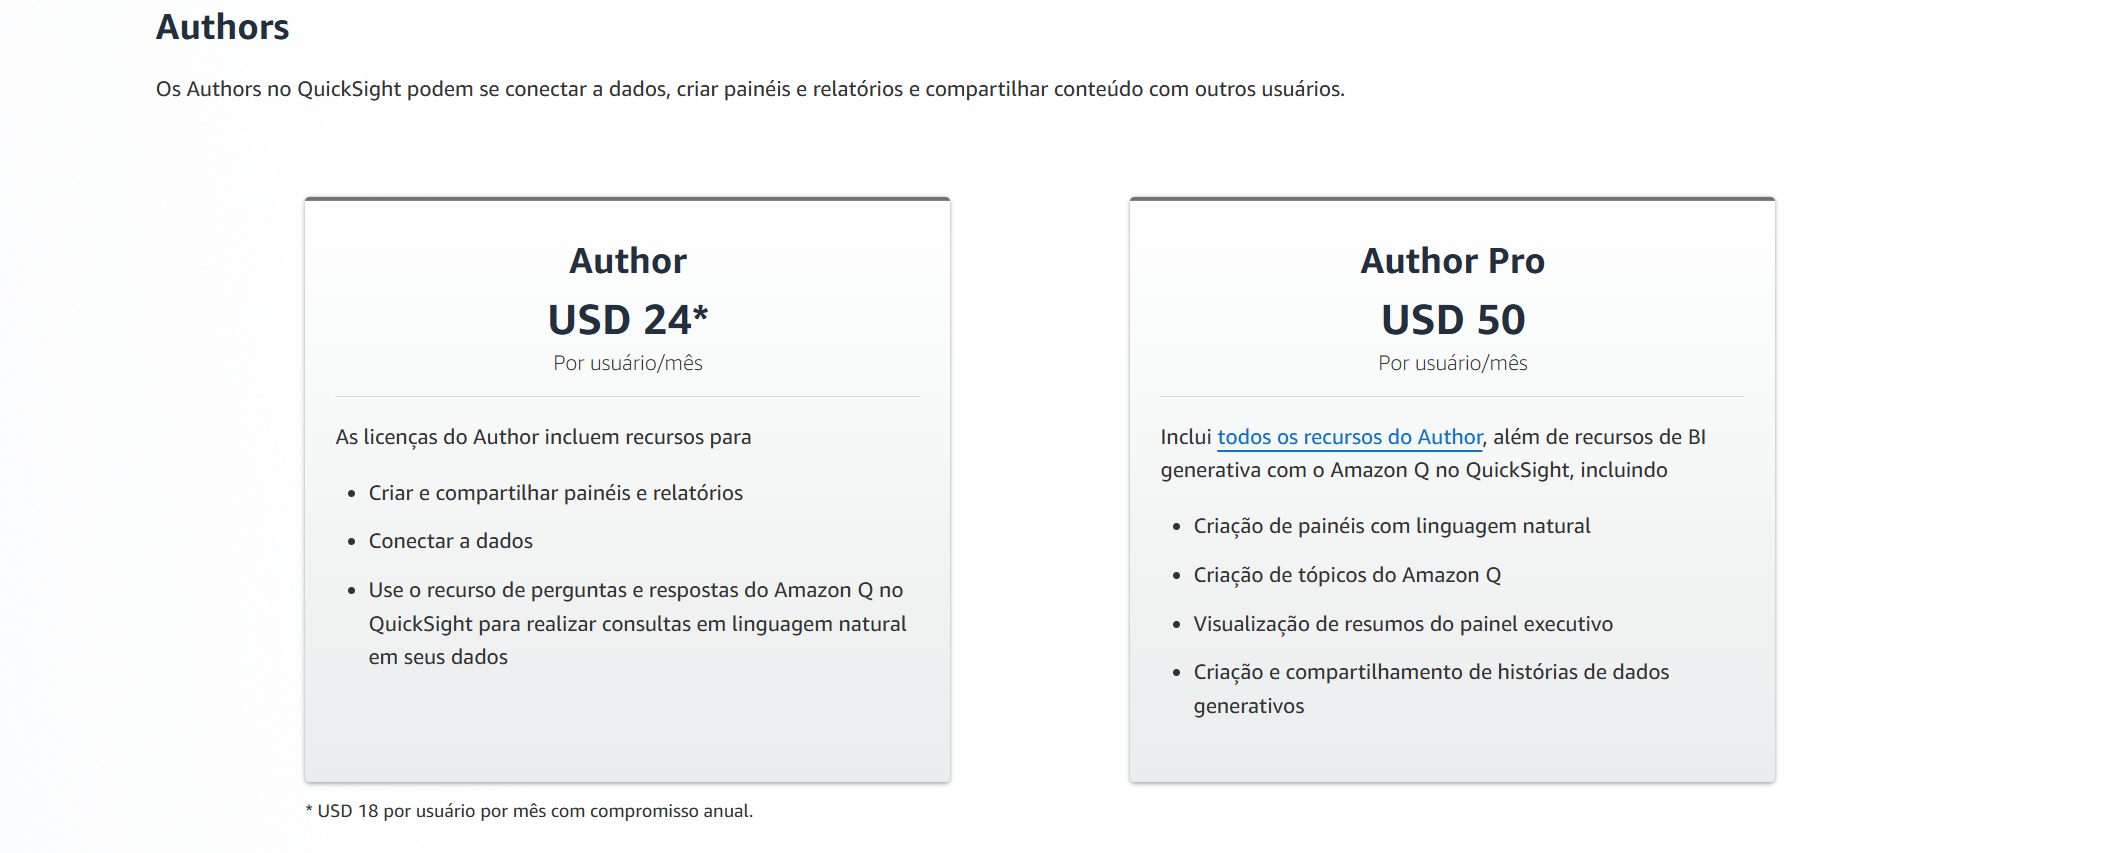 Authors
Os Authors no QuickSight podem se conectar a dados, criar painéis e relatórios e compartilhar conteúdo com outros usuários.
Author
USD 24*
Por usuário/mês
As licenças do Author incluem recursos para
• Criar e compartilhar painéis e relatórios
• Conectar a dados
• Use o recurso de perguntas e respostas do Amazon Q no
QuickSight para realizar consultas em linguagem natural
em seus dados
* USD 18 por usuário por mês com compromisso anual.
Author Pro
USD 50
Por usuário/mês
Inclui todos os recursos do Author, além de recursos de BI
generativa com o Amazon Q no QuickSight, incluindo
• Criação de painéis com linguagem natural
• Criação de tópicos do Amazon Q
• Visualização de resumos do painel executivo
• Criação e compartilhamento de histórias de dados
generativos